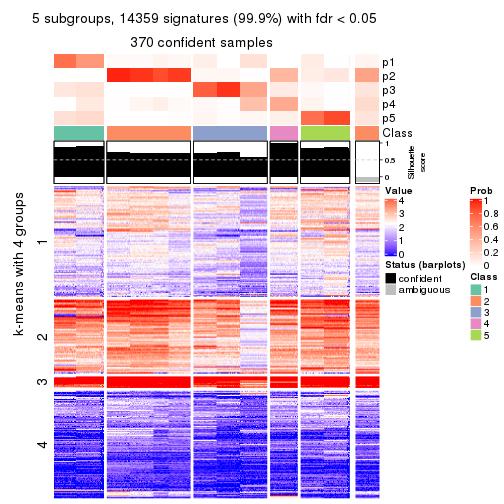 5 subgroups, 14359 signatures (99.9%) with fdr < 0.05
370 confident samples
p1
p2
p3
p4
p5
Class
1
0.5
0
Silhouette
score
k-means with 4 groups
1
2
3
4
Value
4
3
2
1
0
Status (barplots)
confident
ambiguous
Prob
1
0.8
0.6
0.4
0.2
0
Class
1
2
3
4
5